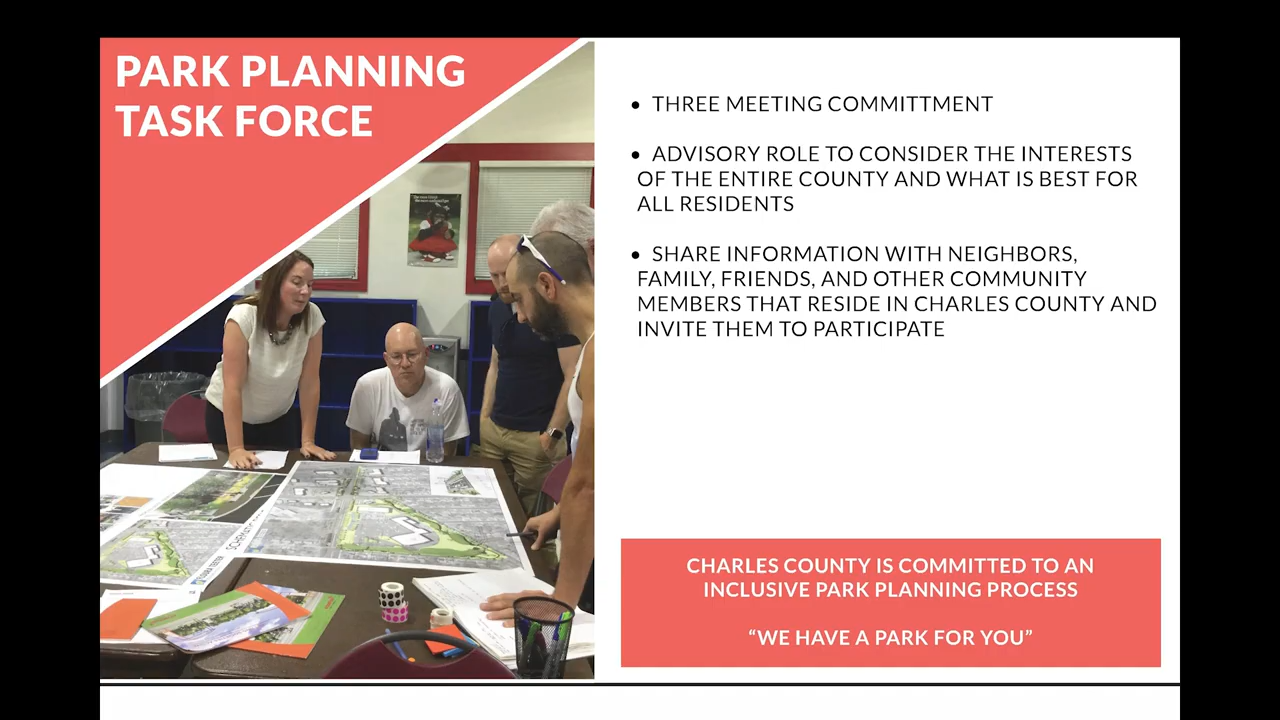 PARK PLANNING
TASK FORCE
• THREE MEETING COMMITTMENT
• ADVISORY ROLE TO CONSIDER THE INTERESTS
OF THE ENTIRE COUNTY AND WHAT IS BEST FOR
ALL RESIDENTS
• SHARE INFORMATION WITH NEIGHBORS,
FAMILY, FRIENDS, AND OTHER COMMUNITY
MEMBERS THAT RESIDE IN CHARLES COUNTY AND
INVITE THEM TO PARTICIPATE
CHARLES COUNTY IS COMMITTED TO AN
INCLUSIVE PARK PLANNING PROCESS
“WE HAVE A PARK FOR YOU”